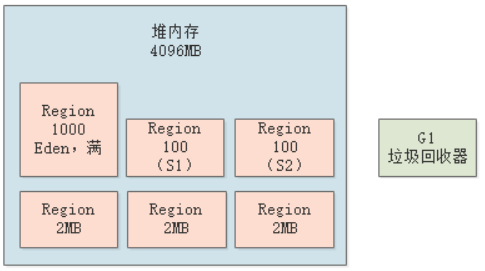 堆内存
4096MB
Region
1000
Eden，满
Region
100
（S1）
Region
100
（S2）
G1
垃圾回收器
Region
2MB
Region
2MB
Region
2MB